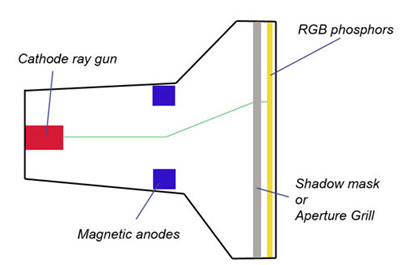 RGB phosphors
Cathode ray gun
Shadow mask
or
Aperture Grill
Magnetic anodes